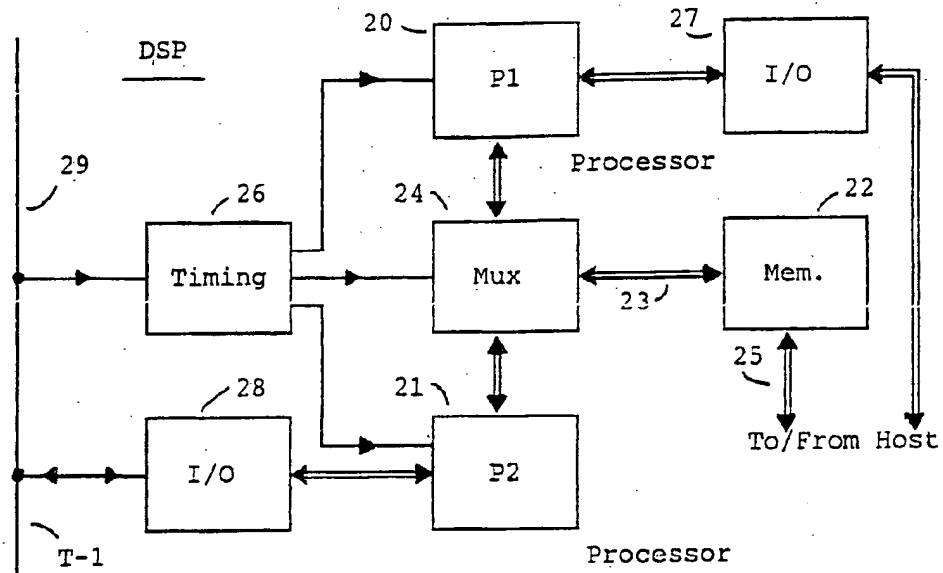 20
27
DSP
P1
I/O
29
Processor
26
24
22
Timing
Mux
Mem.
23
28
21
25
I/O
P2
To/From Host
T-1
Processor